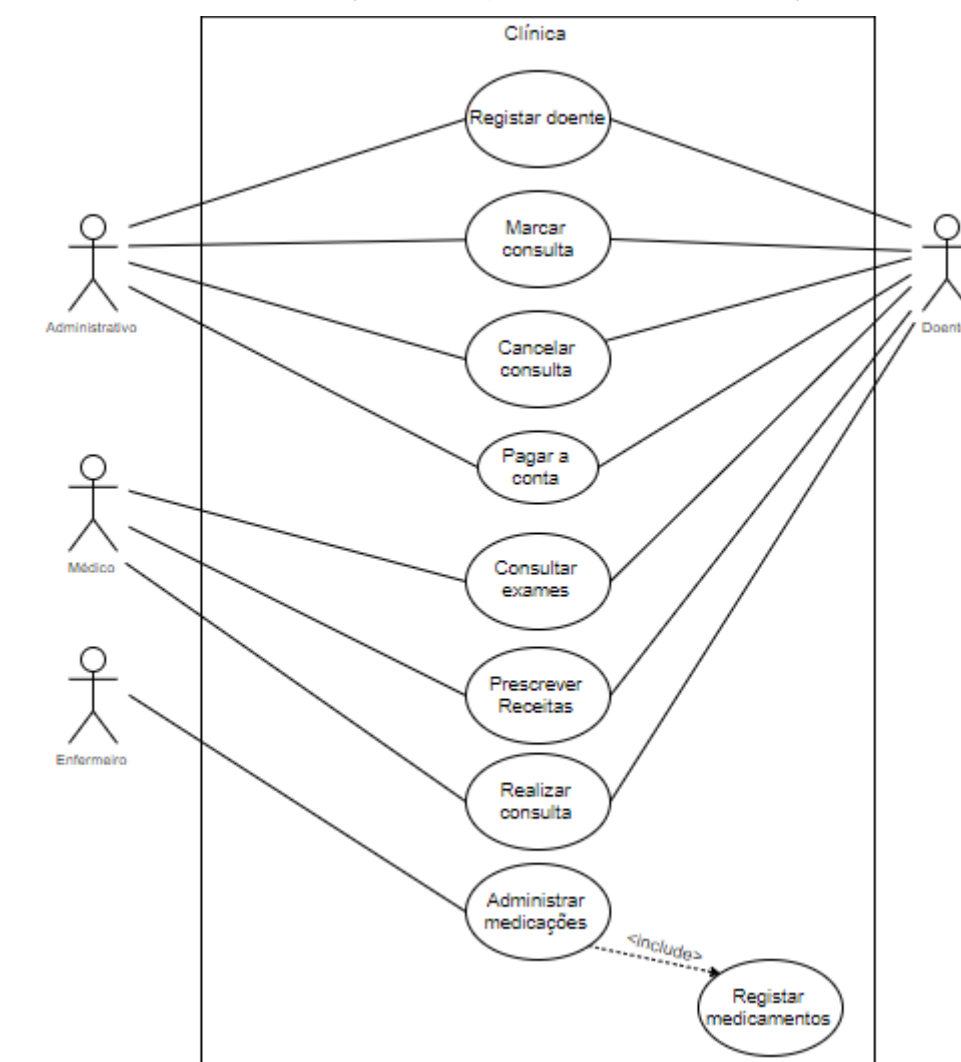 Clínica
Registar doente
Marcar
consulta
Administrativo
Doent
Cancelar
consulta
Pagar a
conta
Médico
Consultar
exames
Prescrever
Receitas
Enfermeiro
Realizar
consulta
Administrar
medicações
<include>
Registar
medicamentos